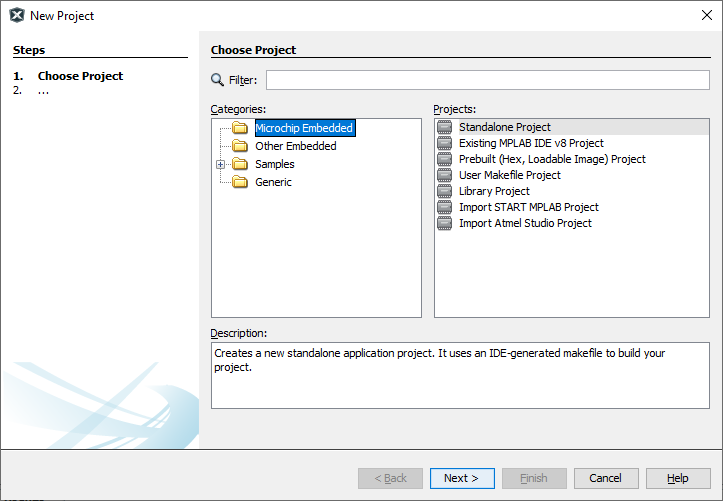 New Project
Steps
1. Choose Project
2. ...
Choose Project
Filter:
Categories:
Microchip Embedded
Other Embedded
Samples
Generic
Projects:
Standalone Project
Existing MPLAB IDE v8 Project
Prebuilt (Hex, Loadable Image) Project
User Makefile Project
Library Project
Import START MPLAB Project
Import Atmel Studio Project
Description:
Creates a new standalone application project. It uses an IDE-generated makefile to build your
project.
< Back
Next >
Finish
Cancel
Help